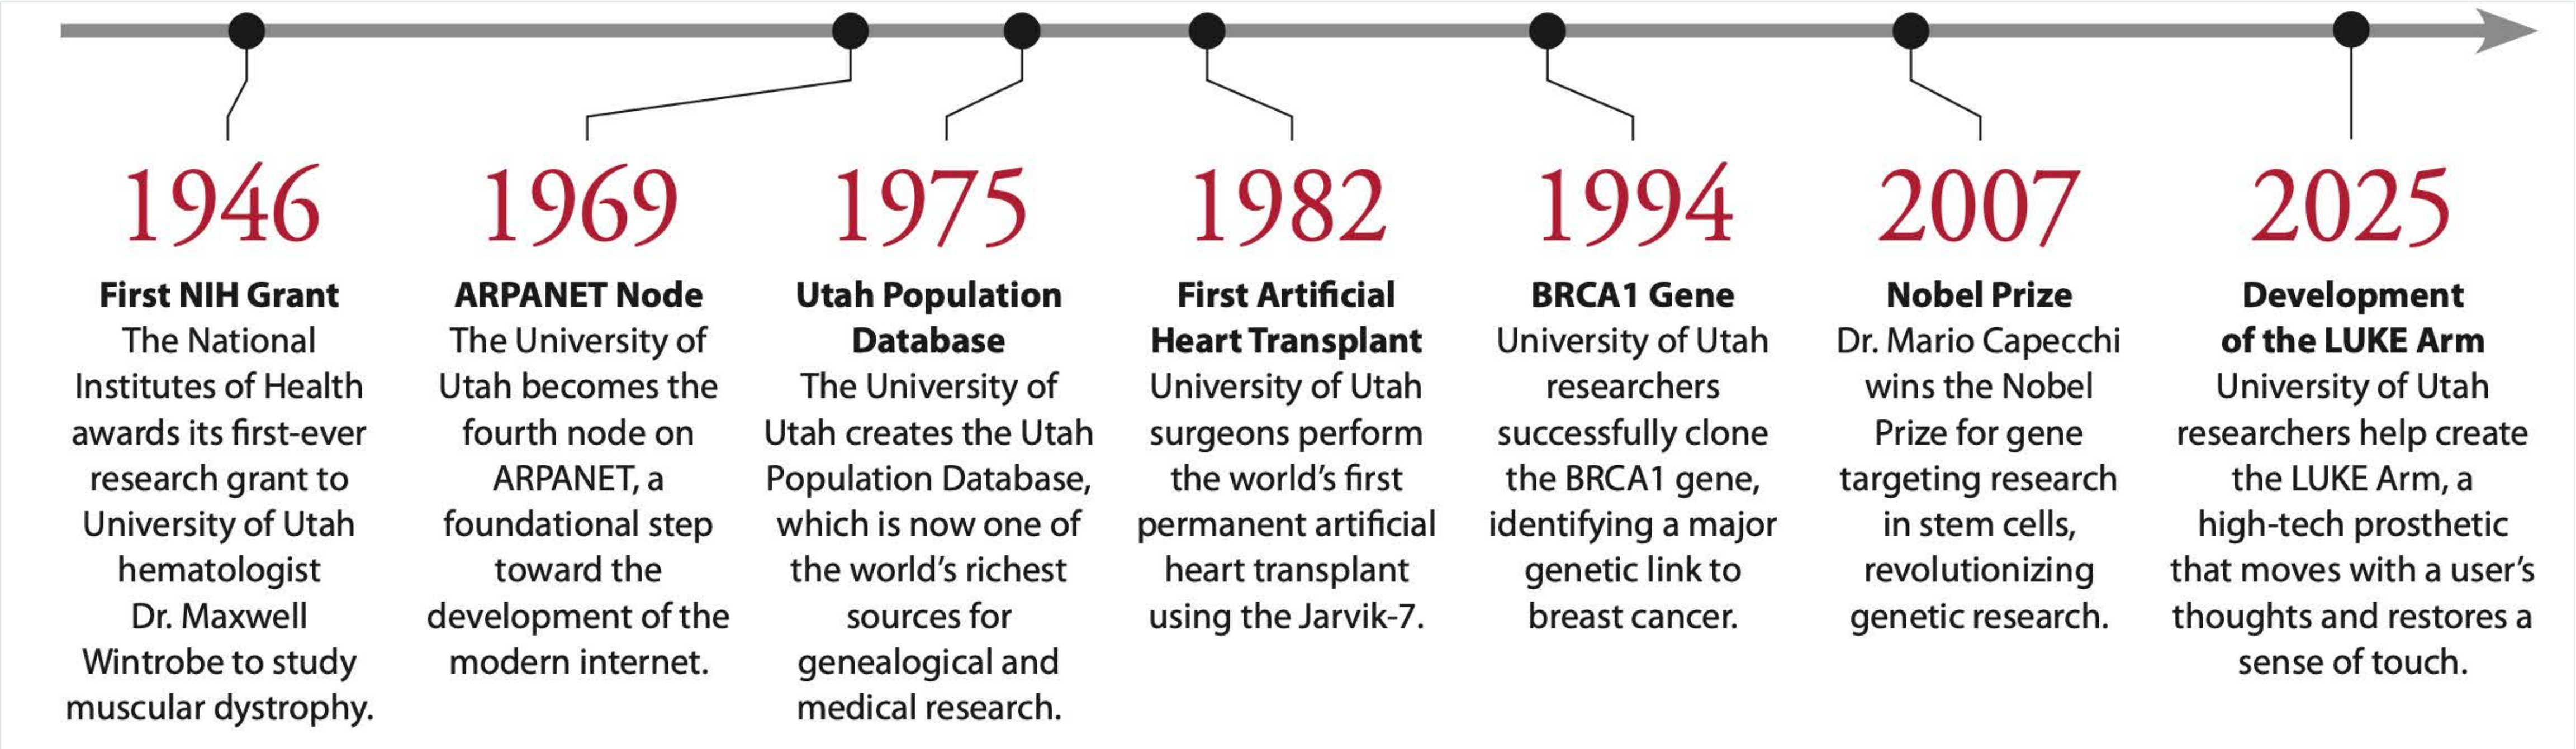 1946
First NIH Grant
The National
Institutes of Health
awards its first-ever
research grant to
University of Utah
hematologist
Dr. Maxwell
Wintrobe to study
muscular dystrophy.
1969
ARPANET Node
The University of
Utah becomes the
fourth node on
ARPANET, a
foundational step
toward the
development of the
modern internet.
1975
Utah Population
Database
The University of
Utah creates the Utah
Population Database,
which is now one of
the world's richest
sources for
genealogical and
medical research.
1982
First Artificial
Heart Transplant
University of Utah
surgeons perform
the world's first
permanent artificial
heart transplant
using the Jarvik-7.
1994
BRCA1 Gene
University of Utah
researchers
successfully clone
the BRCA1 gene,
identifying a major
genetic link to
breast cancer.
2007
Nobel Prize
Dr. Mario Capecchi
wins the Nobel
Prize for gene
targeting research
in stem cells,
revolutionizing
genetic research.
2025
Development
of the LUKE Arm
University of Utah
researchers help create
the LUKE Arm, a
high-tech prosthetic
that moves with a user's
thoughts and restores a
sense of touch.